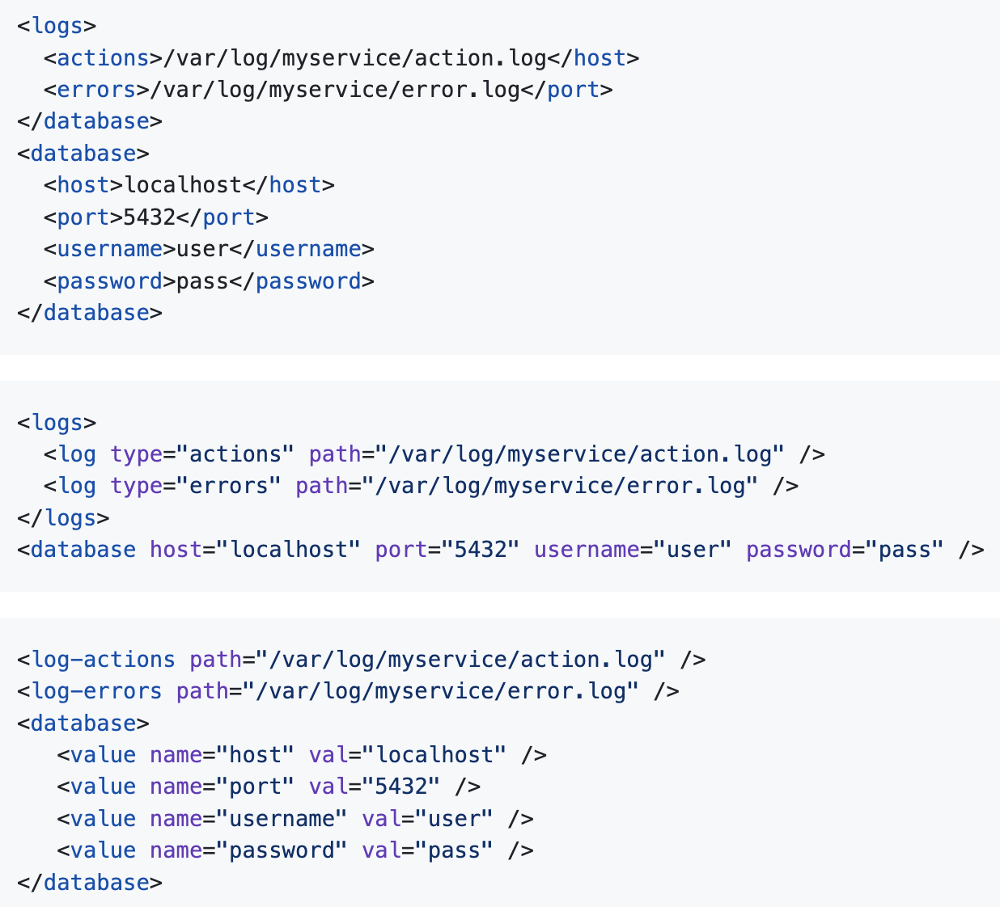 <logs>
  <actions>/var/log/myservice/action.log</host>
  <errors>/var/log/myservice/error.log</port>
</database>
<database>
  <host>localhost</host>
  <port>5432</port>
  <username>user</username>
  <password>pass</password>
</database>
<logs>
  <log type="actions" path="/var/log/myservice/action.log" />
  <log type="errors" path="/var/log/myservice/error.log" />
</logs>
<database host="localhost" port="5432" username="user" password="pass" />
<log-actions path="/var/log/myservice/action.log" />
<log-errors path="/var/log/myservice/error.log" />
<database>
   <value name="host" val="localhost" />
   <value name="port" val="5432" />
   <value name="username" val="user" />
   <value name="password" val="pass" />
</database>